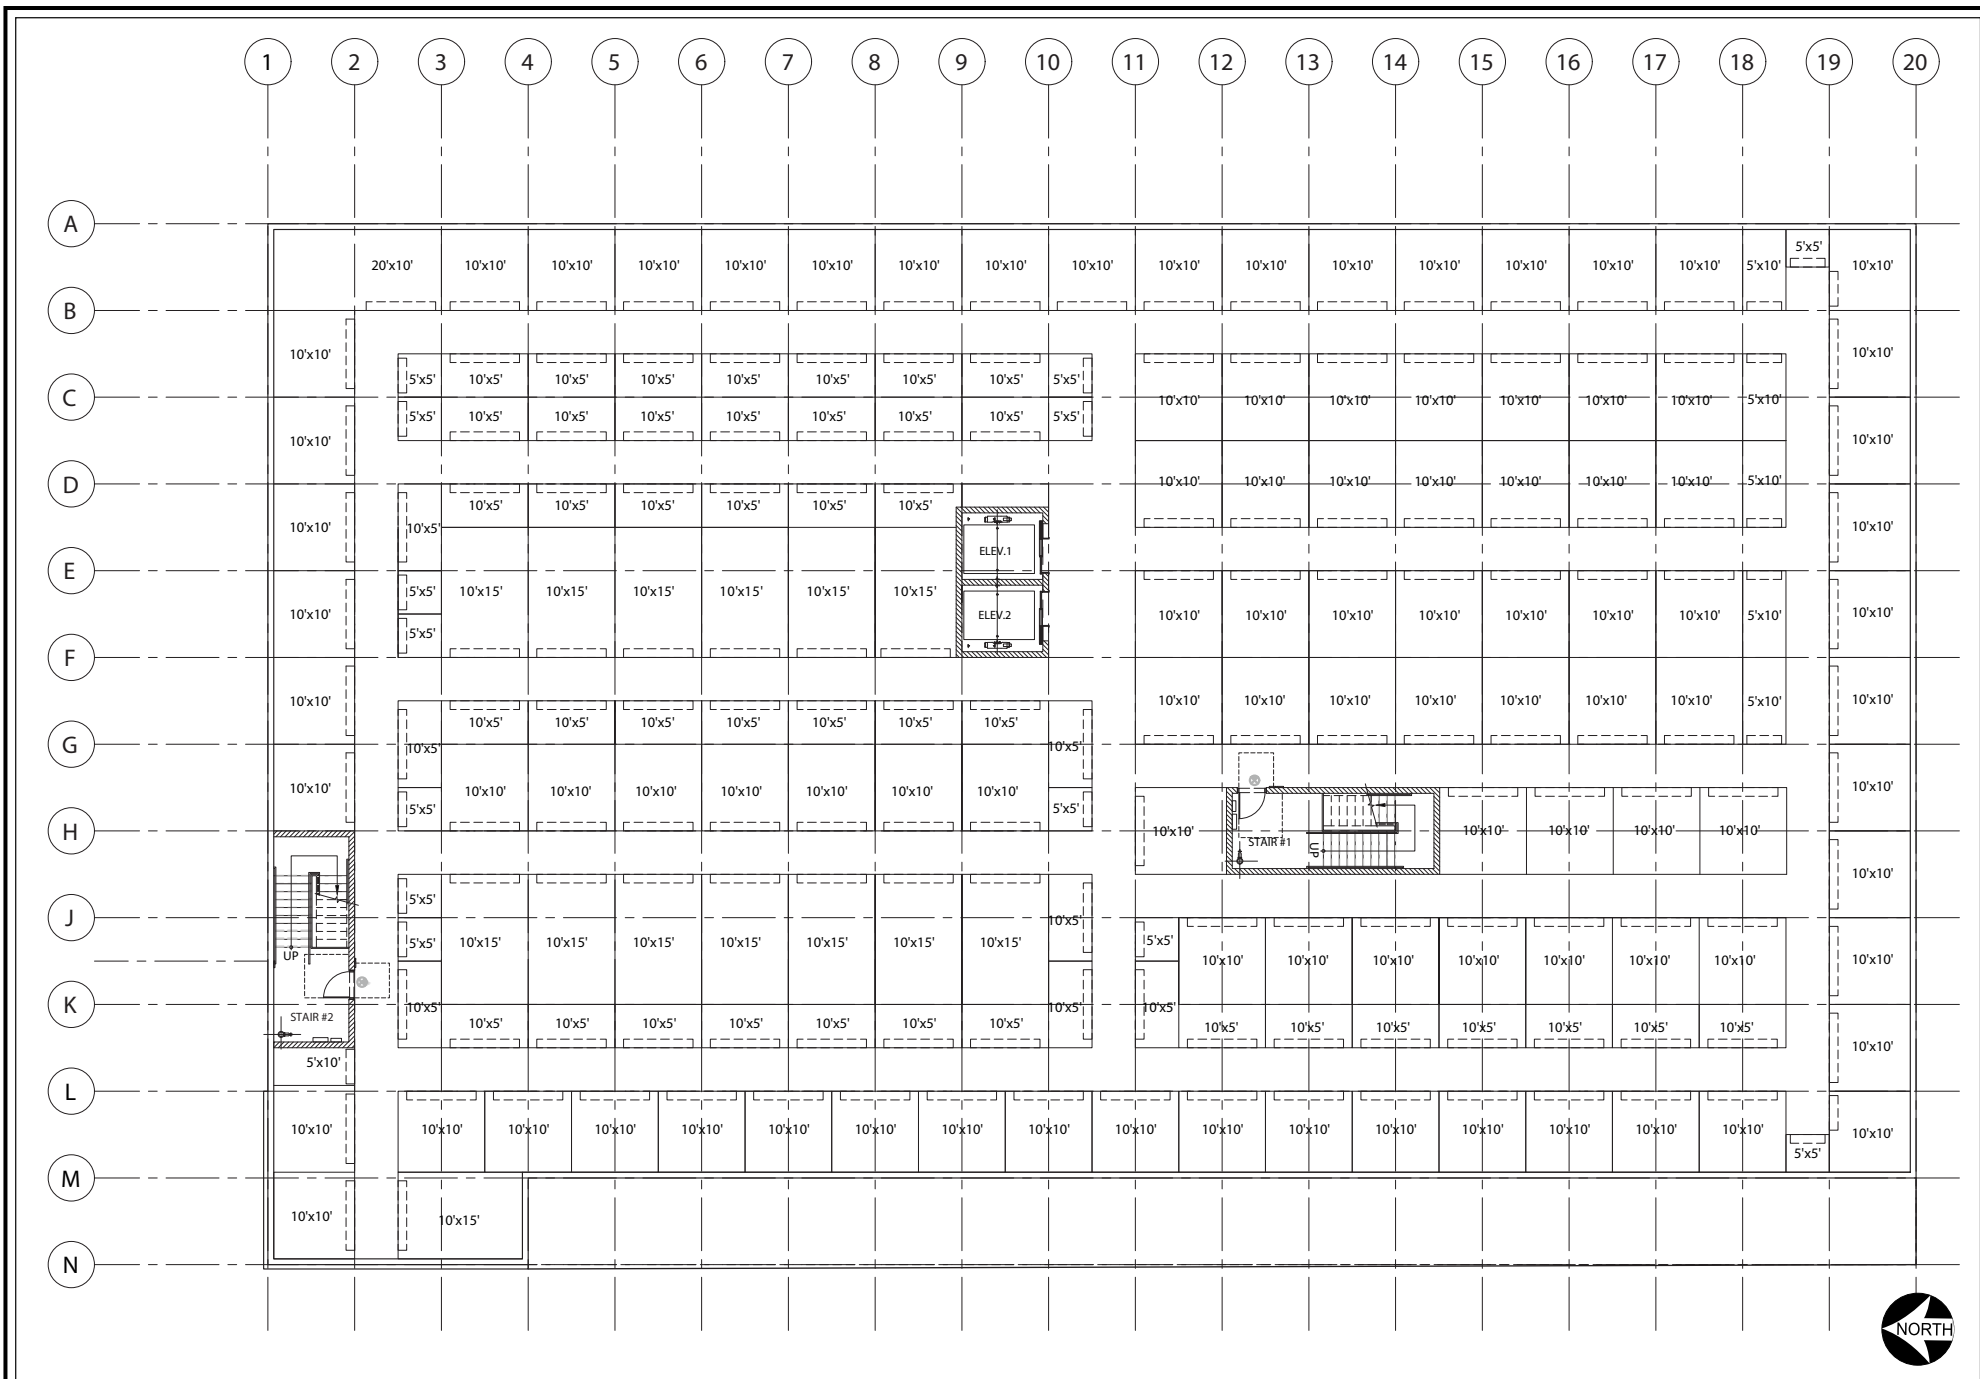 1 2 3 4 5 6 7 8 9 10 11 12 13 14 15 16 17 18 19 20
A
5'x5'
20'x10' 10'x10' 10'x10' 10'x10' 10'x10' 10'x10' 10'x10' 10'x10' 10'x10' 10'x10' 10'x10' 10'x10' 10'x10' 10'x10' 10'x10' 10'x10' 5'x10' 10'x10'
B
10'x10' 10'x10'
5'x5' 10'x5' 10'x5' 10'x5' 10'x5' 10'x5' 10'x5' 10'x5' 5'x5'
C
10'x10' 10'x10' 10'x10' 10'x10' 10'x10' 10'x10' 10'x10' 5'x10'
5'x5' 10'x5' 10'x5' 10'x5' 10'x5' 10'x5' 10'x5' 10'x5' 5'x5'
10'x10' 10'x10'
D
10'x10' 10'x10' 10'x10' 10'x10' 10'x10' 10'x10' 10'x10' 5'x10'
10'x5' 10'x5' 10'x5' 10'x5' 10'x5' 10'x5'
10'x10' 10'x5' 10'x10'
ELEV.1
E
5'x5' 10'x15' 10'x15' 10'x15' 10'x15' 10'x15' 10'x15'
10'x10' 10'x10' 10'x10' 10'x10' 10'x10' 10'x10' 10'x10' 10'x10' 5'x10' 10'x10'
ELEV.2
5'x5'
F
10'x10' 10'x10' 10'x10' 10'x10' 10'x10' 10'x10' 10'x10' 10'x10' 5'x10' 10'x10'
10'x5' 10'x5' 10'x5' 10'x5' 10'x5' 10'x5' 10'x5'
G
10'x5' 10'x5'
10'x10' 10'x10' 10'x10' 10'x10' 10'x10' 10'x10' 10'x10' 10'x10' 10'x10'
5'x5' 5'x5'
H
10'x10' 10'x10' 10'x10' 10'x10' 10'x10'
STAIR #1
UP
10'x10'
5'x5'
J
10'x5'
5'x5' 10'x15' 10'x15' 10'x15' 10'x15' 10'x15' 10'x15' 10'x15' 5'x5'
UP
10'x10' 10'x10' 10'x10' 10'x10' 10'x10' 10'x10' 10'x10' 10'x10'
K
10'x5' 10'x5' 10'x5'
STAIR #2
10'x5' 10'x5' 10'x5' 10'x5' 10'x5' 10'x5' 10'x5' 10'x5' 10'x5' 10'x5' 10'x5' 10'x5' 10'x5' 10'x5'
10'x10'
5'x10'
L
10'x10' 10'x10' 10'x10' 10'x10' 10'x10' 10'x10' 10'x10' 10'x10' 10'x10' 10'x10' 10'x10' 10'x10' 10'x10' 10'x10' 10'x10' 10'x10' 10'x10' 10'x10'
5'x5'
M
10'x10' 10'x15'
N
NORTH